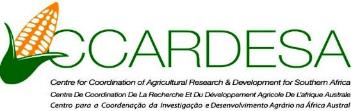 CCARDESA
Centre for Coordination of Agricultural Research & Development for Southern Africa
Centre De Coordination De La Recherche Et Du Développement Agricole De L'afrique Australe
Centro para a Coordenação da Investigação e Desenvolvimento Agrário na África Austral